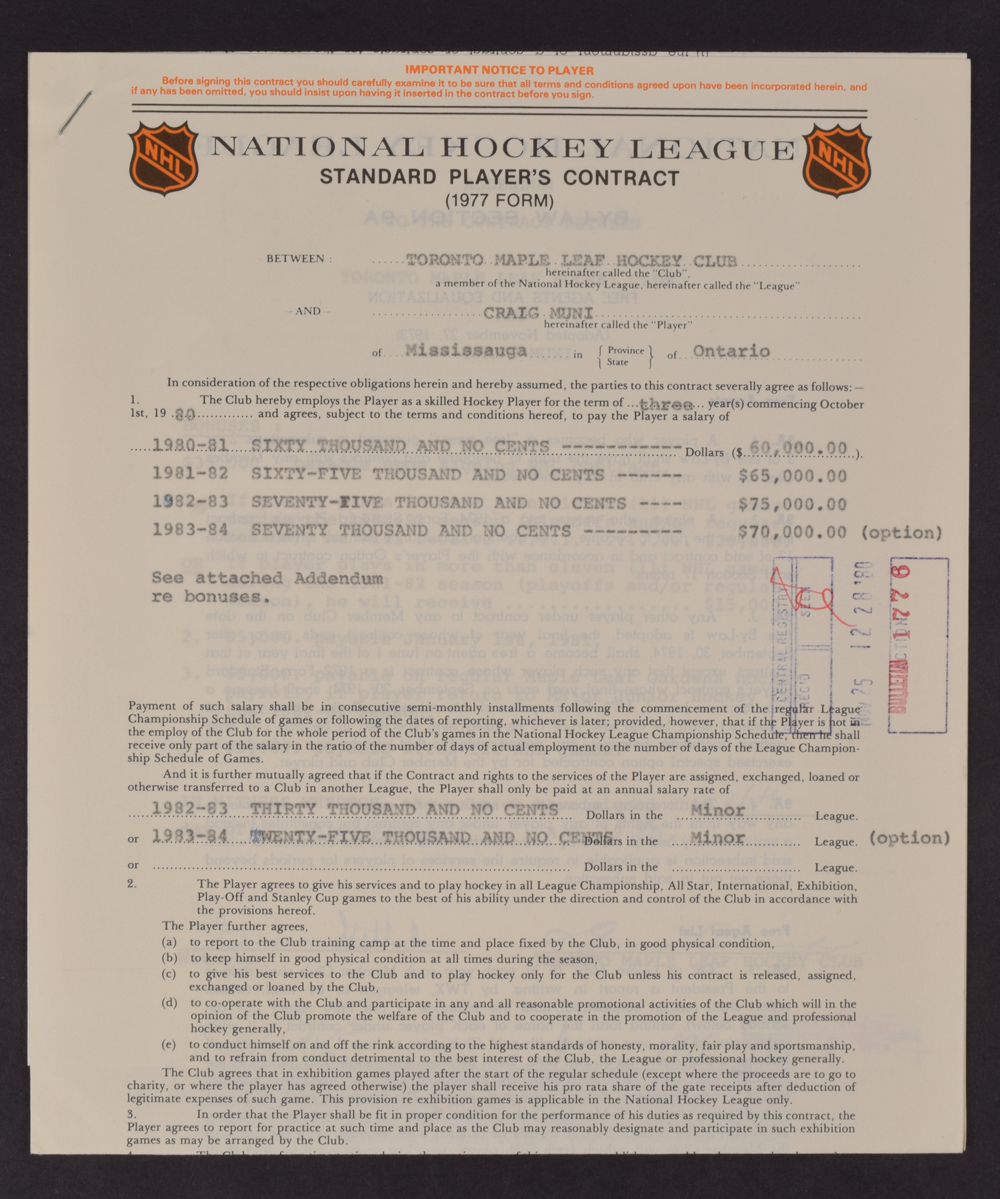 IMPORTANT NOTICE TO PLAYER
Before signing this contract you should carefully examine it to be sure that all terms and conditions agreed upon have been incorporated herein, and
if any has been omitted, you should insist upon having it inserted in the contract before you sign.
NHL NATIONAL HOCKEY LEAGUE NHL
STANDARD PLAYER'S CONTRACT
(1977 FORM)
BETWEEN : ......TORONTO MAPLE LEAF HOCKEY CLUB......
hereinafter called the "Club",
a member of the National Hockey League, hereinafter called the "League"
— AND — ......CRAIG MUNI......
hereinafter called the "Player"
of....Mississauga..........in { Province State } of...Ontario......
In consideration of the respective obligations herein and hereby assumed, the parties to this contract severally agree as follows: —
1. The Club hereby employs the Player as a skilled Hockey Player for the term of ...three... year(s) commencing October
1st, 19 .80............. and agrees, subject to the terms and conditions hereof, to pay the Player a salary of
.....1980-81....SIXTY THOUSAND AND NO CENTS ------------ Dollars ($ 60,000.00..).
1981-82 SIXTY-FIVE THOUSAND AND NO CENTS ------ $65,000.00
1982-83 SEVENTY-FIVE THOUSAND AND NO CENTS ---- $75,000.00
1983-84 SEVENTY THOUSAND AND NO CENTS --------- $70,000.00 (option)
See attached Addendum
re bonuses.
CENTRAL REGISTRY
REC'D SEEN
NOV 25 12 28 '80
BULLETIN 1776
Payment of such salary shall be in consecutive semi-monthly installments following the commencement of the regular League
Championship Schedule of games or following the dates of reporting, whichever is later; provided, however, that if the Player is not in
the employ of the Club for the whole period of the Club's games in the National Hockey League Championship Schedule, then he shall
receive only part of the salary in the ratio of the number of days of actual employment to the number of days of the League Champion-
ship Schedule of Games.
And it is further mutually agreed that if the Contract and rights to the services of the Player are assigned, exchanged, loaned or
otherwise transferred to a Club in another League, the Player shall only be paid at an annual salary rate of
....1982-83 THIRTY THOUSAND AND NO CENTS.. Dollars in the ....Minor............ League.
or 1983-84 TWENTY-FIVE THOUSAND AND NO CENTS Dollars in the ....Minor............ League. (option)
or ...................................................... Dollars in the .......................... League.
2. The Player agrees to give his services and to play hockey in all League Championship, All Star, International, Exhibition,
Play-Off and Stanley Cup games to the best of his ability under the direction and control of the Club in accordance with
the provisions hereof.
The Player further agrees,
(a) to report to the Club training camp at the time and place fixed by the Club, in good physical condition,
(b) to keep himself in good physical condition at all times during the season,
(c) to give his best services to the Club and to play hockey only for the Club unless his contract is released, assigned,
exchanged or loaned by the Club,
(d) to co-operate with the Club and participate in any and all reasonable promotional activities of the Club which will in the
opinion of the Club promote the welfare of the Club and to cooperate in the promotion of the League and professional
hockey generally,
(e) to conduct himself on and off the rink according to the highest standards of honesty, morality, fair play and sportsmanship,
and to refrain from conduct detrimental to the best interest of the Club, the League or professional hockey generally.
The Club agrees that in exhibition games played after the start of the regular schedule (except where the proceeds are to go to
charity, or where the player has agreed otherwise) the player shall receive his pro rata share of the gate receipts after deduction of
legitimate expenses of such game. This provision re exhibition games is applicable in the National Hockey League only.
3. In order that the Player shall be fit in proper condition for the performance of his duties as required by this contract, the
Player agrees to report for practice at such time and place as the Club may reasonably designate and participate in such exhibition
games as may be arranged by the Club.